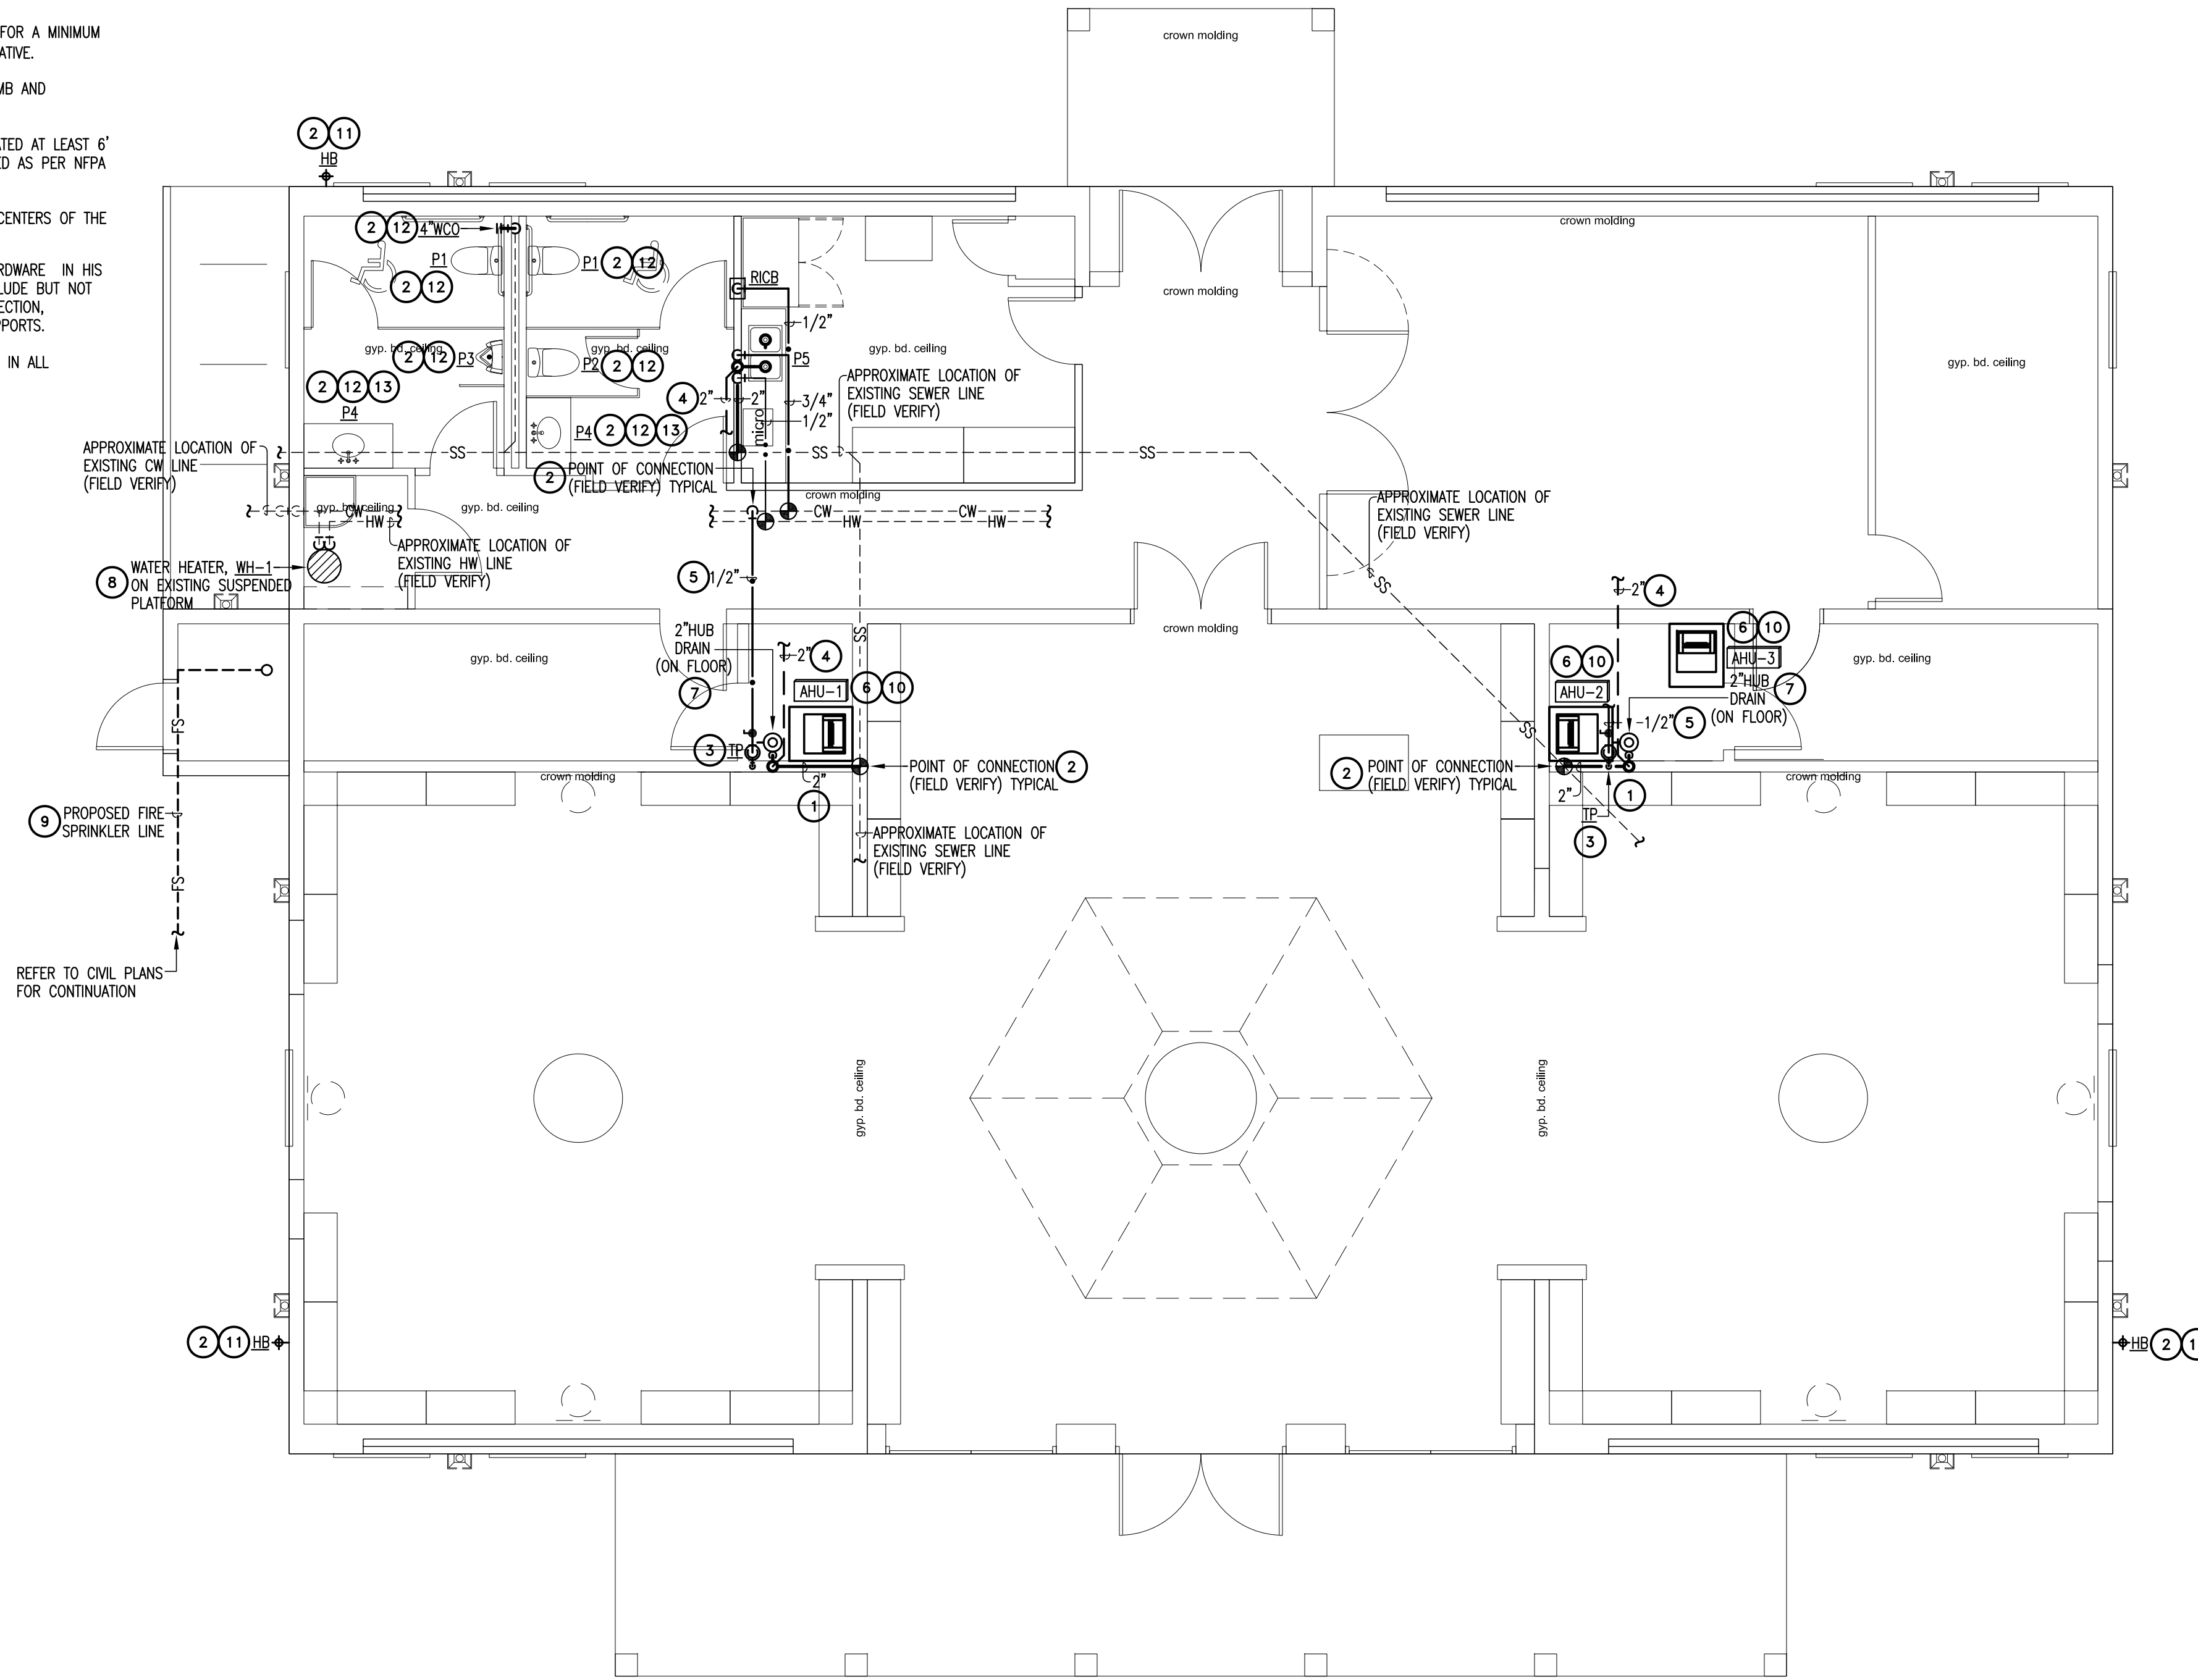 FOR A MINIMUM
ATIVE.
MB AND
ATED AT LEAST 6'
ED AS PER NFPA
CENTERS OF THE
RDWARE IN HIS
LUDE BUT NOT
ECTION,
PPORTS.
IN ALL
crown molding
2 11
HB
crown molding
2 12 4"WCO
P1
P1 2 12
2 12
RICB
crown molding
1/2"
gyp. bd. ceiling
gyp. bd. ceiling
gyp. bd. ceiling
gyp. bd. ceiling
2 12 P3
P2 2 12
P5
2 12 13
P4
4 2"
2"
3/4"
1/2"
micro
APPROXIMATE LOCATION OF
EXISTING SEWER LINE
(FIELD VERIFY)
P4 2 12 13
APPROXIMATE LOCATION OF
EXISTING CW LINE
(FIELD VERIFY)
SS
SS
SS
2 POINT OF CONNECTION
(FIELD VERIFY) TYPICAL
crown molding
gyp. bd. ceiling
gyp. bd. ceiling
CW
HW
CW
HW
CW
HW
APPROXIMATE LOCATION OF
EXISTING SEWER LINE
(FIELD VERIFY)
APPROXIMATE LOCATION OF
EXISTING HW LINE
(FIELD VERIFY)
8 WATER HEATER, WH-1
ON EXISTING SUSPENDED
PLATFORM
5 1/2"
SS
2" 4
SS
crown molding
2"HUB
DRAIN
(ON FLOOR)
7
2" 4
gyp. bd. ceiling
AHU-1 6 10
6 10
AHU-3
6 10
AHU-2
gyp. bd. ceiling
2"HUB
DRAIN
(ON FLOOR)
7
1/2" 5
FS
SS
3 TP
2"
1
POINT OF CONNECTION 2
(FIELD VERIFY) TYPICAL
2 POINT OF CONNECTION
(FIELD VERIFY) TYPICAL
2"
1
TP
3
crown molding
crown molding
9 PROPOSED FIRE
SPRINKLER LINE
APPROXIMATE LOCATION OF
EXISTING SEWER LINE
(FIELD VERIFY)
FS
REFER TO CIVIL PLANS
FOR CONTINUATION
gyp. bd. ceiling
gyp. bd. ceiling
2 11 HB
HB 2